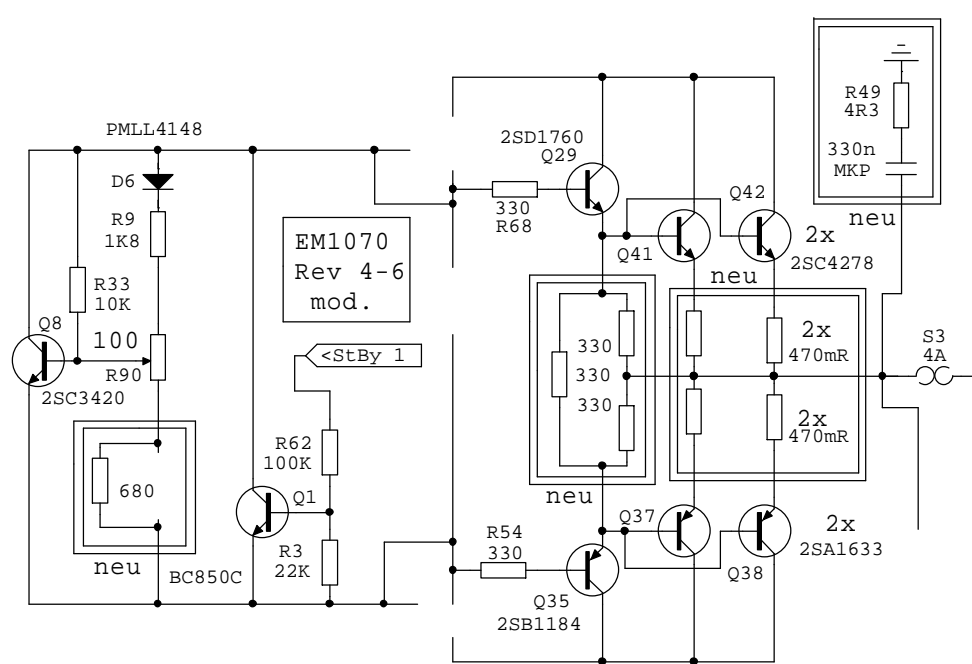 PMLL4148
D6
R9
1K8
R33
10K
Q8
100
R90
2SC3420
680
neu
BC850C
EM1070
Rev 4-6
mod.
<StBy 1
R62
100K
Q1
R3
22K
2SD1760
Q29
330
R68
Q41
Q42
neu
2x
2SC4278
330
330
330
neu
2x
470mR
2x
470mR
R54
330
Q35
2SB1184
Q37
Q38
2x
2SA1633
R49
4R3
330n
MKP
neu
S3
4A